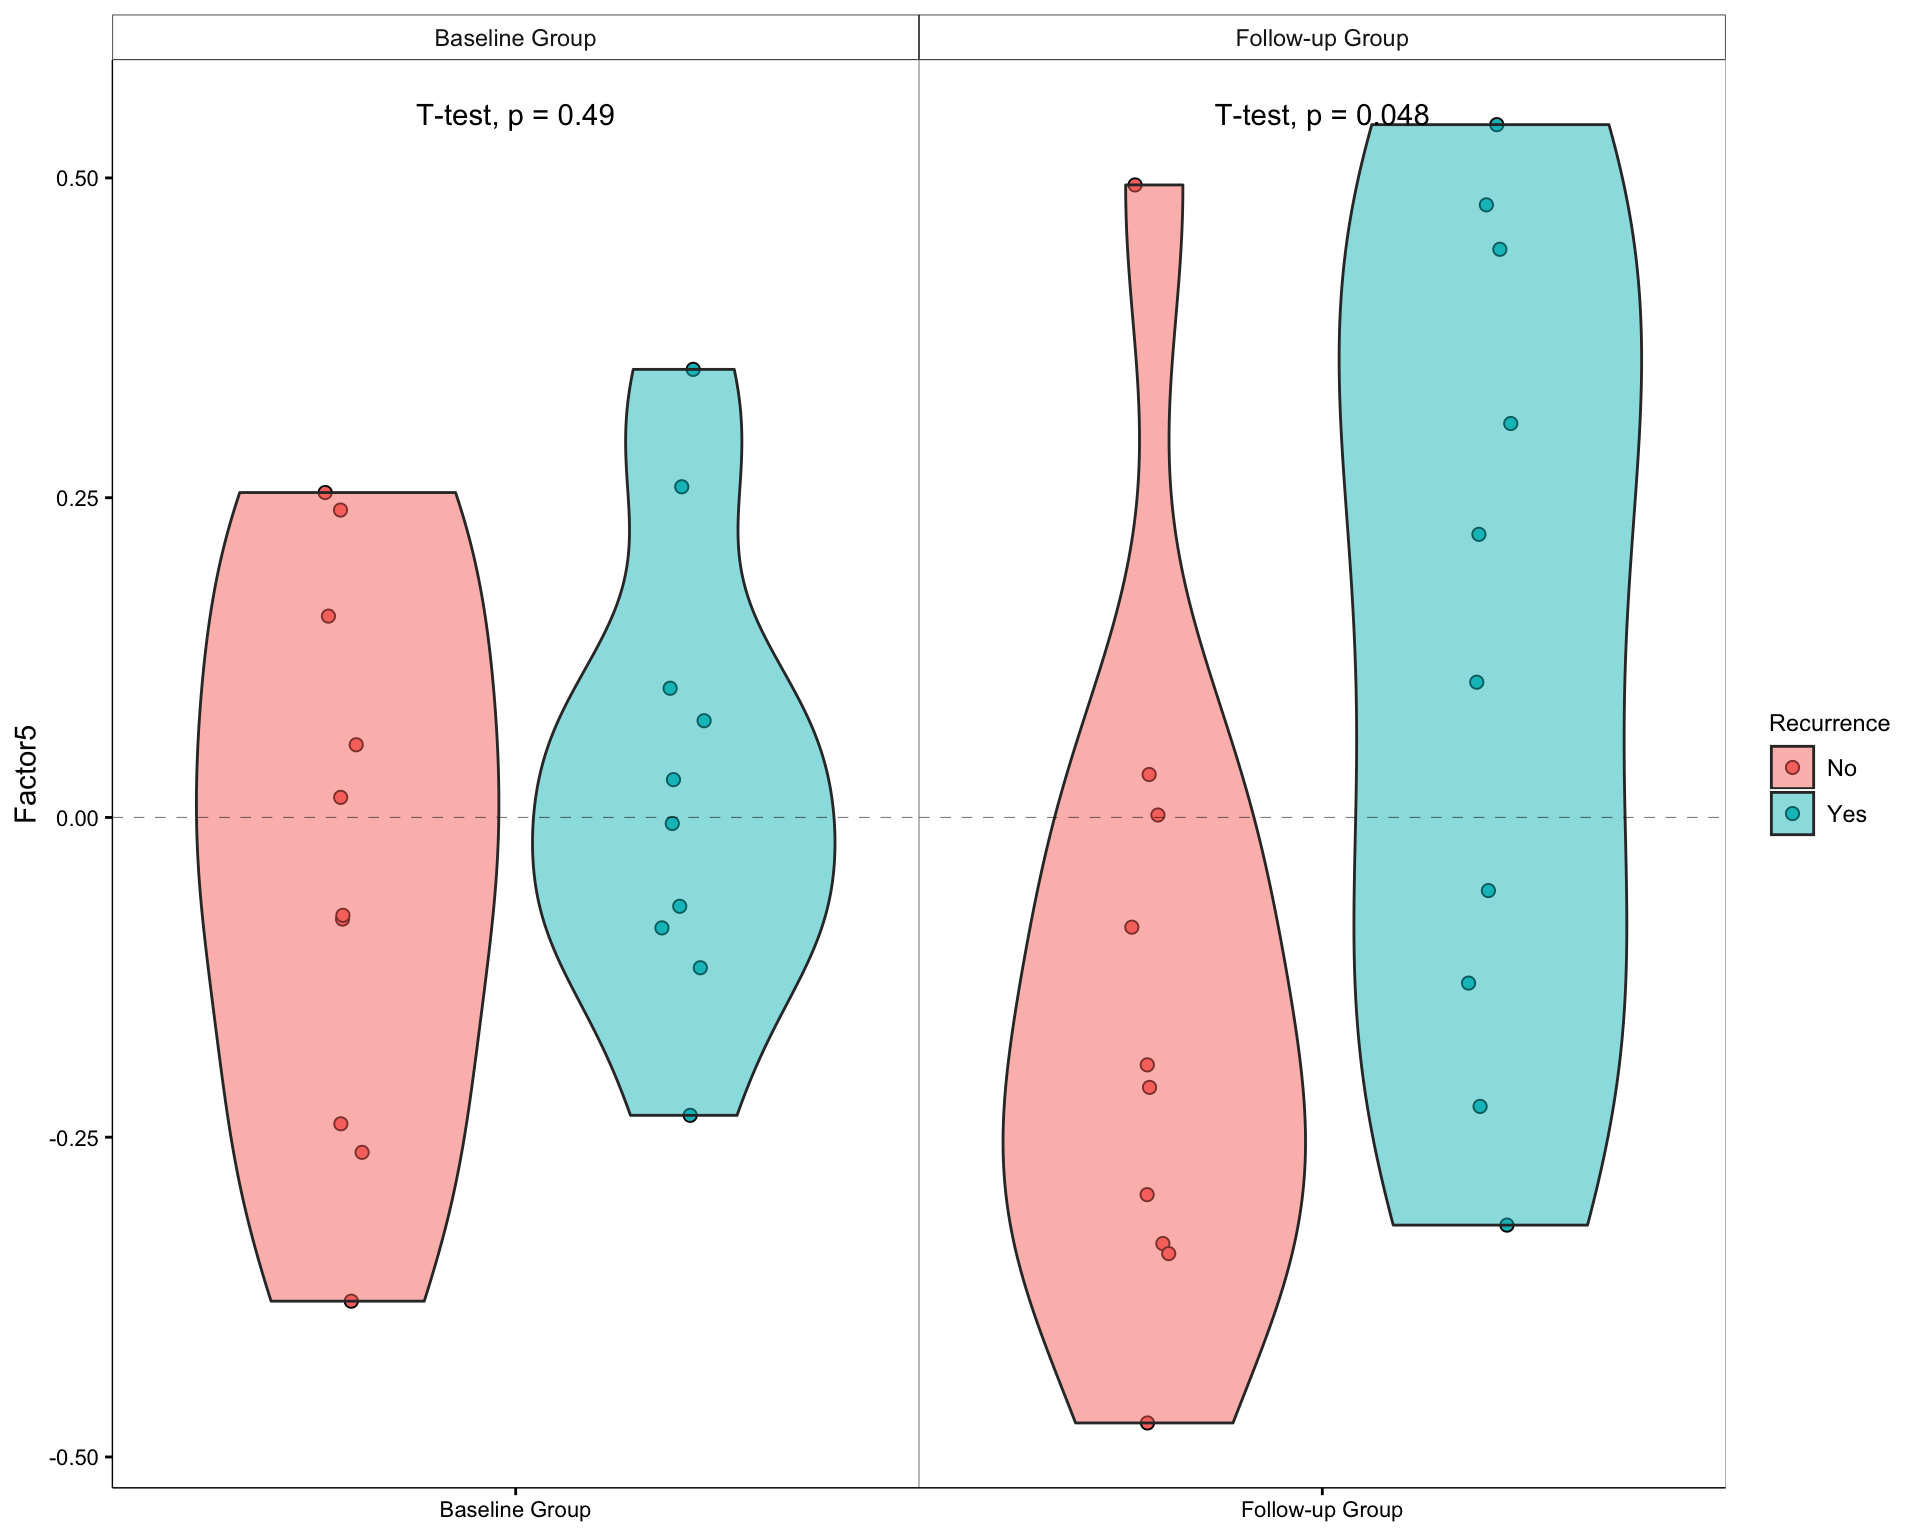 Baseline Group
Follow-up Group
T-test, p = 0.49
T-test, p = 0.048
Factor5
0.50
0.25
0.00
-0.25
-0.50
Baseline Group
Follow-up Group
Recurrence
No
Yes